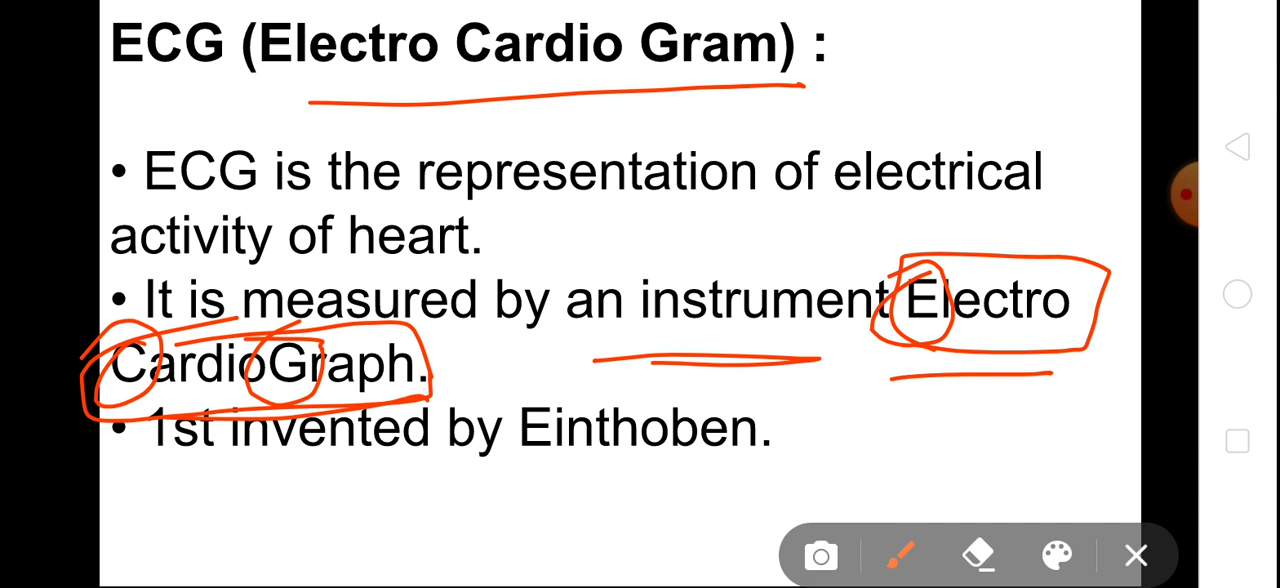 ECG (Electro Cardio Gram) :
• ECG is the representation of electrical
activity of heart.
• It is measured by an instrument Electro
CardioGraph.
• 1st invented by Einthoben.